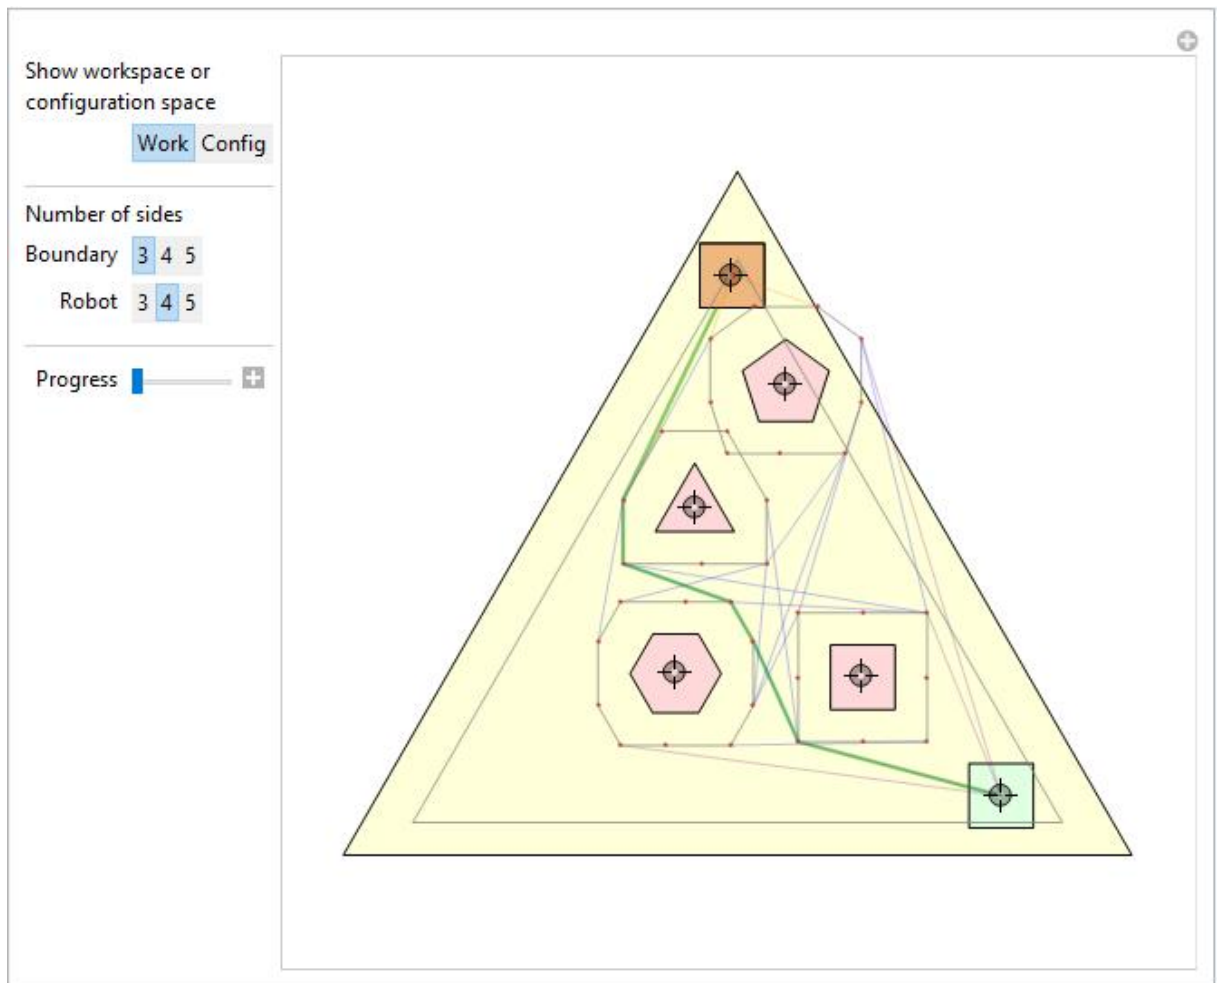 Show workspace or
configuration space
Work Config
Number of sides
Boundary 3 4 5
Robot 3 4 5
Progress